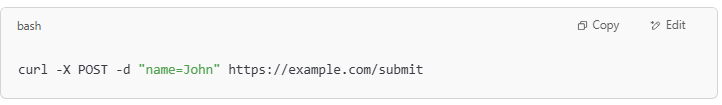 bash
Copy
Edit
curl -X POST -d "name=John" https://example.com/submit